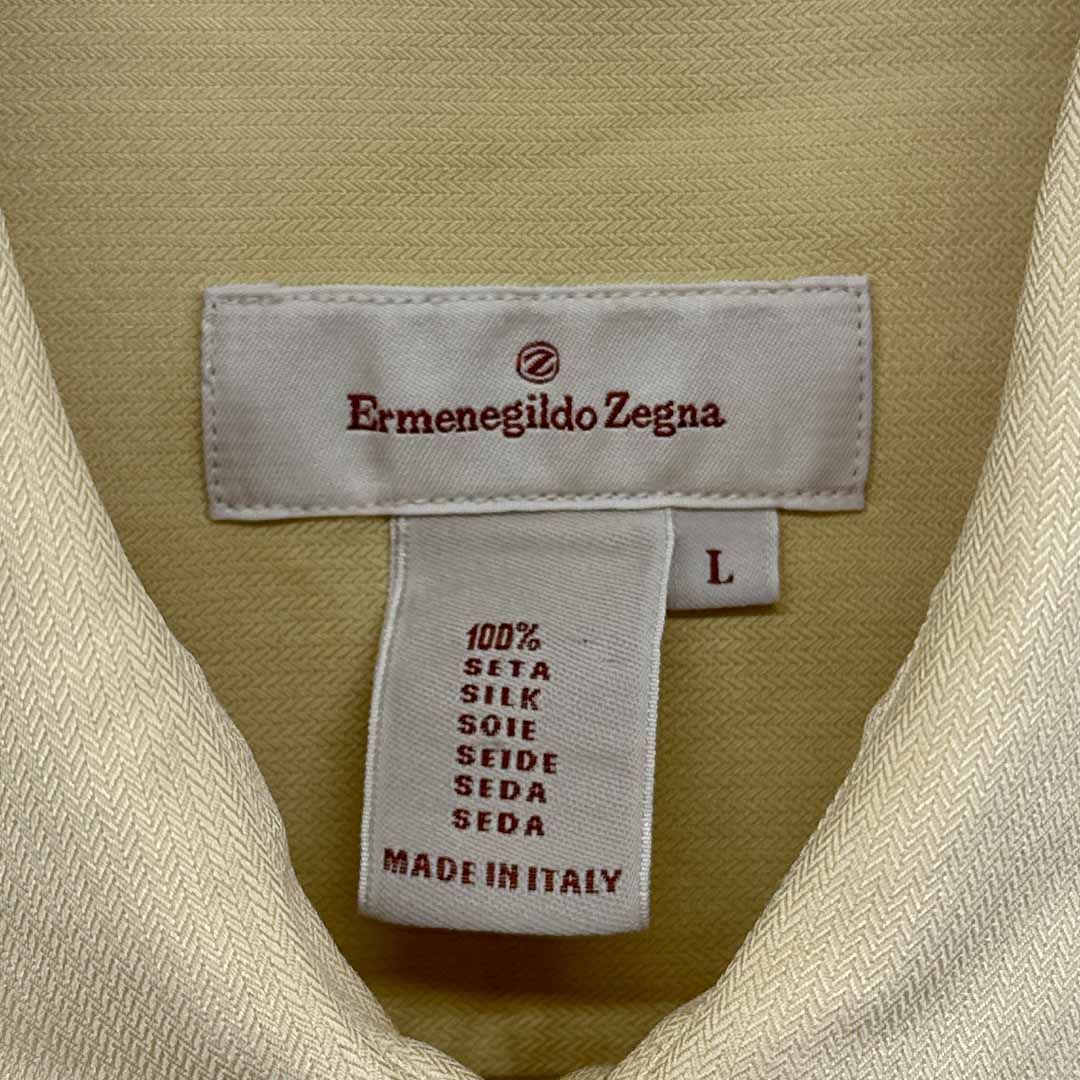 Z
Ermenegildo Zegna
L
100%
SETA
SILK
SOIE
SEIDE
SEDA
SEDA
MADE IN ITALY